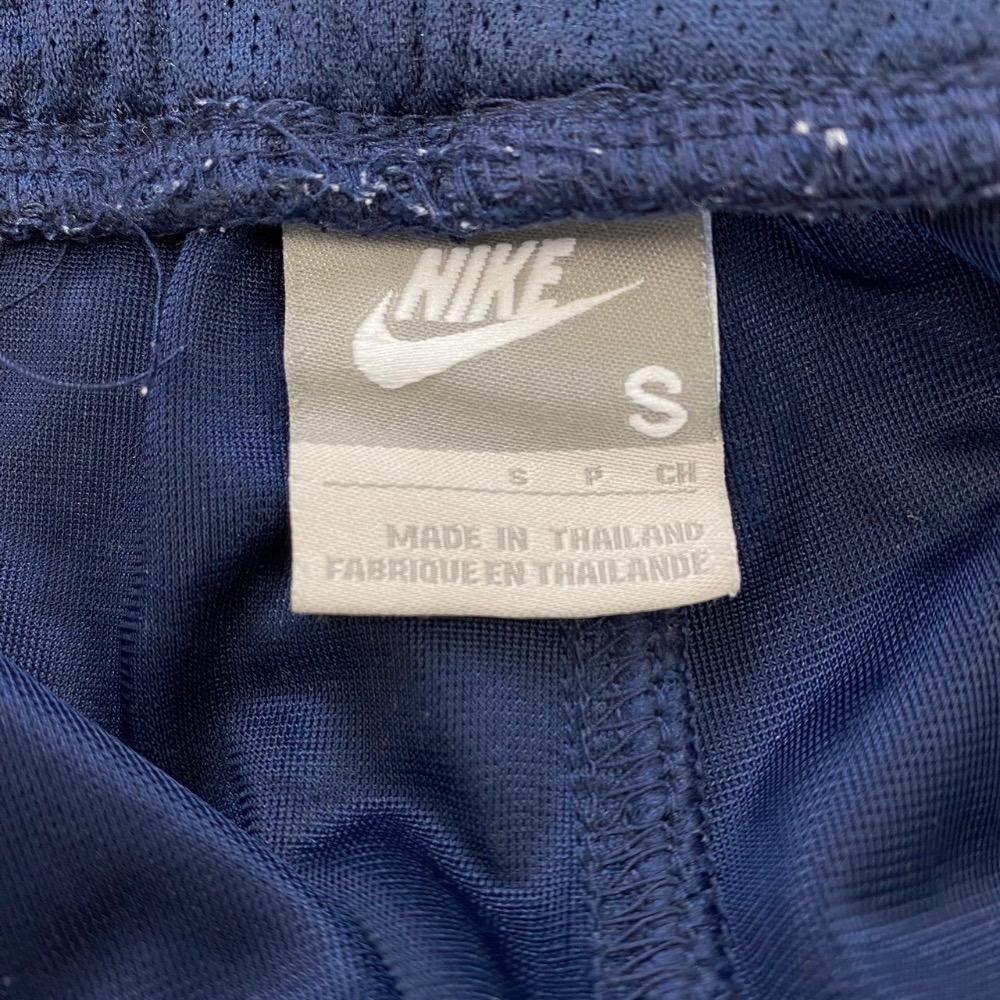 NIKE
S
S P CH
MADE IN THAILAND
FABRIQUE EN THAILANDE